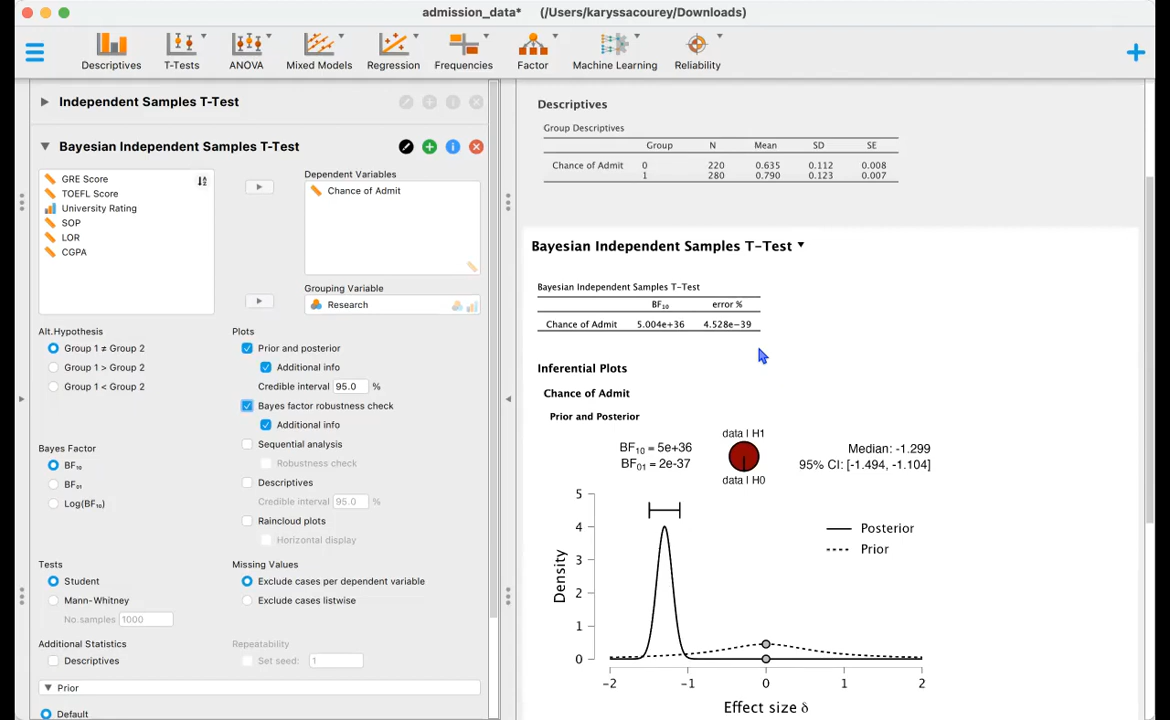 admission_data* (/Users/karyssacourey/Downloads)
Descriptives T-Tests ANOVA Mixed Models Regression Frequencies Factor Machine Learning Reliability
Independent Samples T-Test
Bayesian Independent Samples T-Test
GRE Score
TOEFL Score
University Rating
SOP
LOR
CGPA
Dependent Variables
Chance of Admit
Grouping Variable
Research
Alt.Hypothesis
Group 1 ≠ Group 2
Group 1 > Group 2
Group 1 < Group 2
Bayes Factor
BF₁₀
BF₀₁
Log(BF₁₀)
Tests
Student
Mann-Whitney
No.samples 1000
Additional Statistics
Descriptives
Plots
Prior and posterior
Additional info
Credible interval 95.0 %
Bayes factor robustness check
Additional info
Sequential analysis
Robustness check
Descriptives
Credible interval 95.0 %
Raincloud plots
Horizontal display
Missing Values
Exclude cases per dependent variable
Exclude cases listwise
Repeatability
Set seed: 1
Prior
Default
Descriptives
Group Descriptives
Group N Mean SD SE
Chance of Admit 0 220 0.635 0.112 0.008
1 280 0.790 0.123 0.007
Bayesian Independent Samples T-Test
Bayesian Independent Samples T-Test
BF₁₀ error %
Chance of Admit 5.004e+36 4.528e-39
Inferential Plots
Chance of Admit
Prior and Posterior
data | H1
BF₁₀ = 5e+36
BF₀₁ = 2e-37
data | H0
Median: -1.299
95% CI: [-1.494, -1.104]
Posterior
Prior
Density
5
4
3
2
1
0
-2 -1 0 1 2
Effect size δ